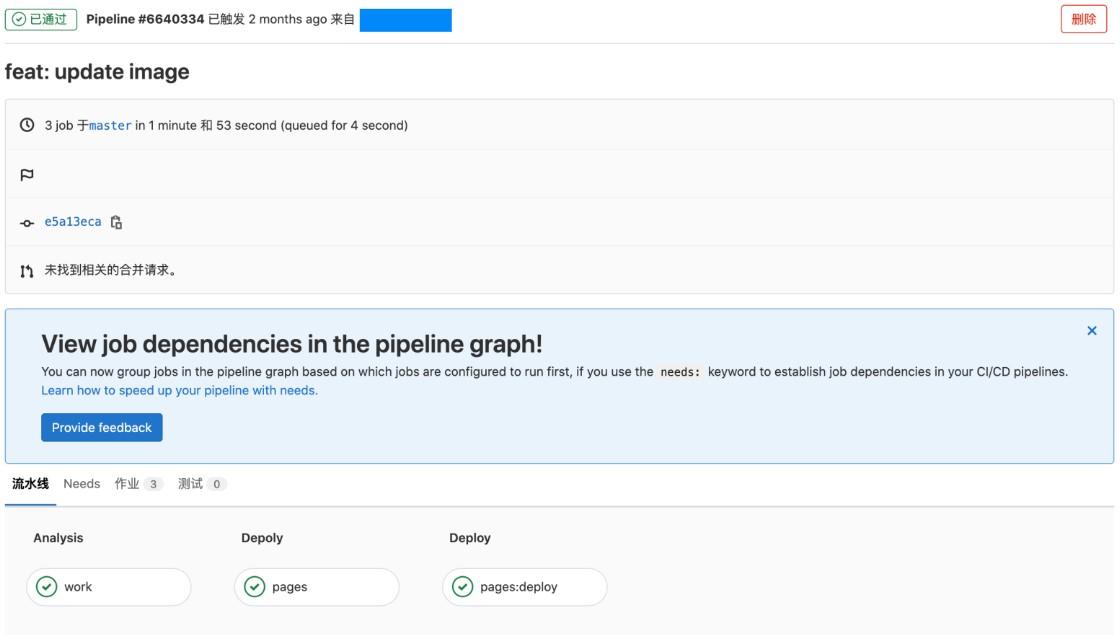 已通过 Pipeline #6640334 已触发 2 months ago 来自
删除
feat: update image
3 job 于master in 1 minute 和 53 second (queued for 4 second)
e5a13eca
未找到相关的合并请求。
View job dependencies in the pipeline graph!
You can now group jobs in the pipeline graph based on which jobs are configured to run first, if you use the needs: keyword to establish job dependencies in your CI/CD pipelines.
Learn how to speed up your pipeline with needs.
Provide feedback
流水线 Needs 作业 3 测试 0
Analysis Depoly Deploy
work pages pages:deploy